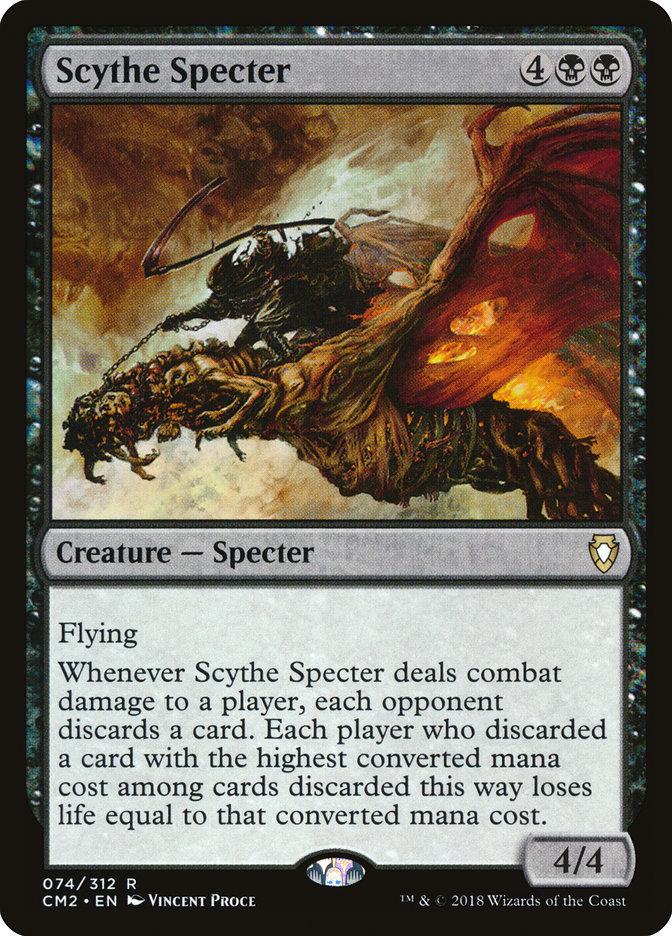 Scythe Specter 4
Creature — Specter
Flying
Whenever Scythe Specter deals combat
damage to a player, each opponent
discards a card. Each player who discarded
a card with the highest converted mana
cost among cards discarded this way loses
life equal to that converted mana cost.
4/4
074/312 R
CM2 • EN Vincent Proce
™ & © 2018 Wizards of the Coast